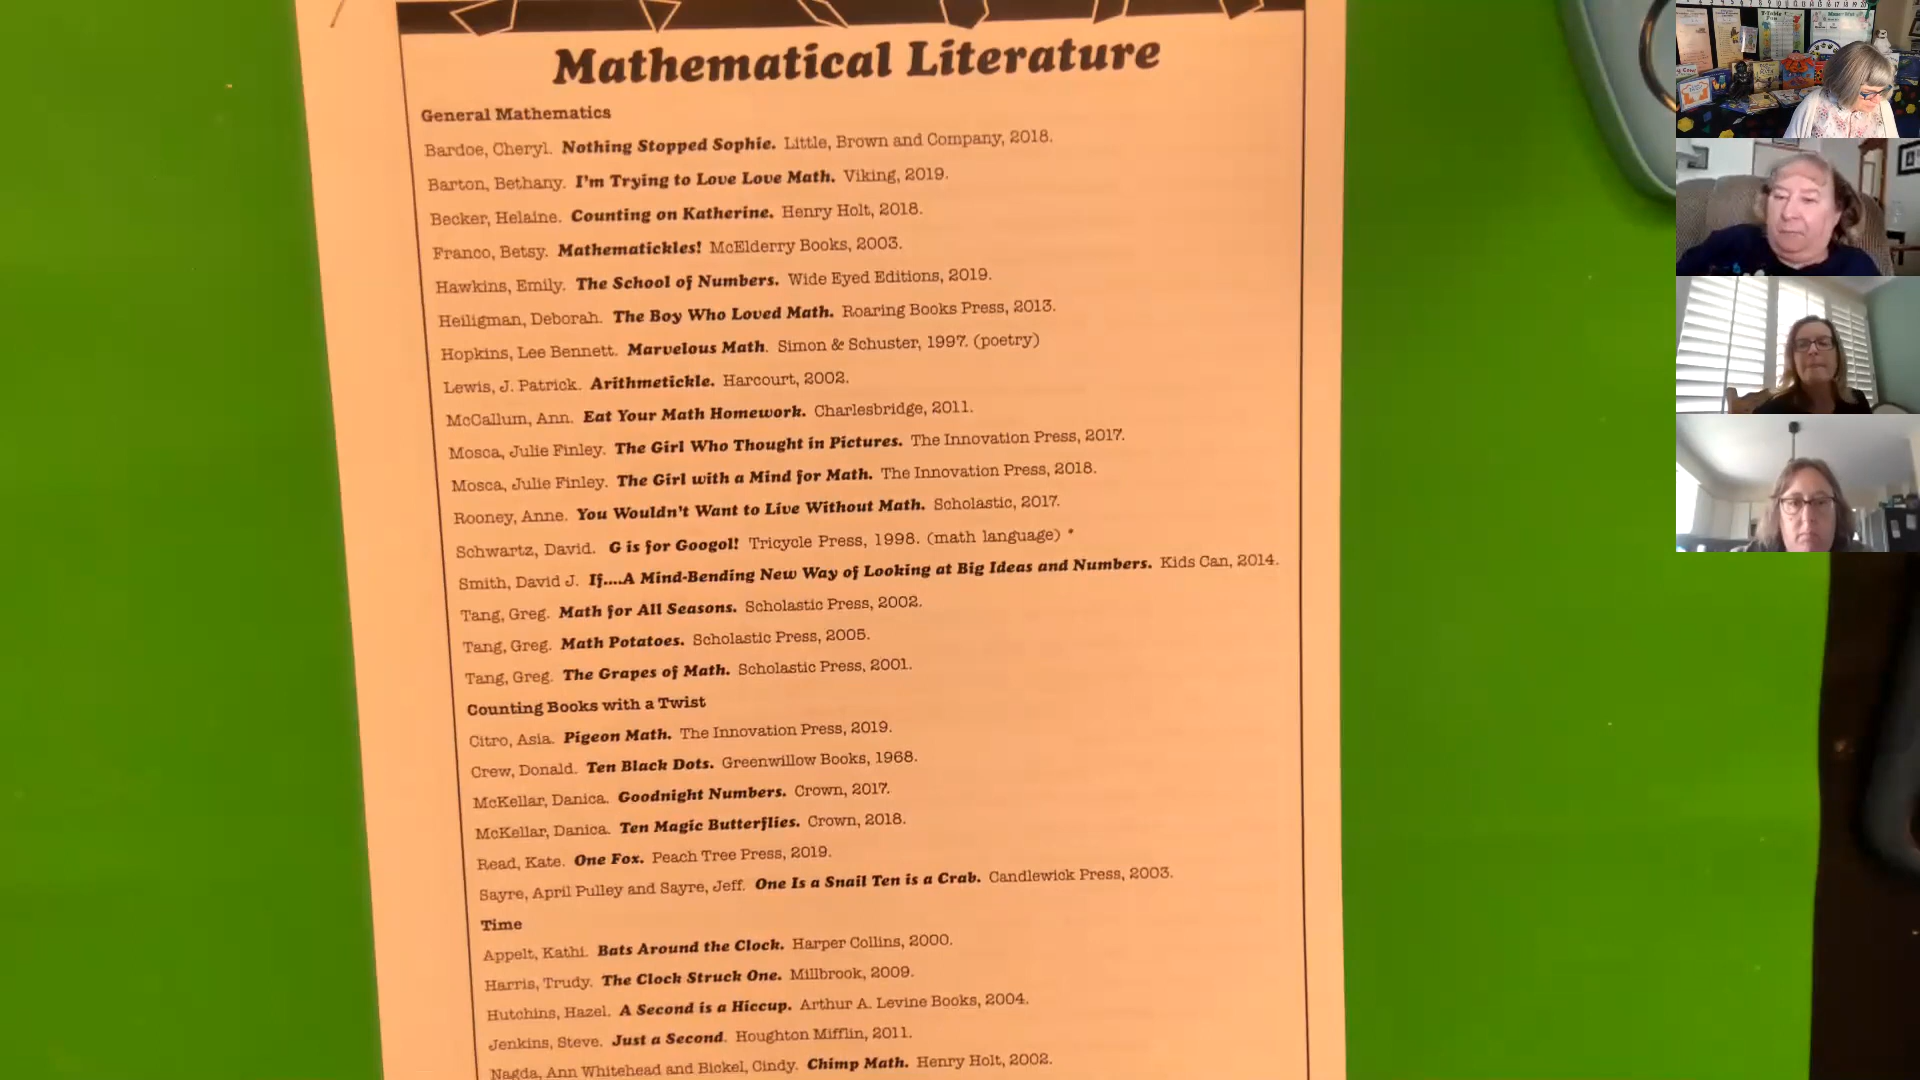 Mathematical Literature
General Mathematics
Bardoe, Cheryl. Nothing Stopped Sophie. Little, Brown and Company, 2018.
Barton, Bethany. I'm Trying to Love Love Math. Viking, 2019.
Becker, Helaine. Counting on Katherine. Henry Holt, 2018.
Franco, Betsy. Mathematickles! McElderry Books, 2003.
Hawkins, Emily. The School of Numbers. Wide Eyed Editions, 2019.
Heiligman, Deborah. The Boy Who Loved Math. Roaring Books Press, 2013.
Hopkins, Lee Bennett. Marvelous Math. Simon & Schuster, 1997. (poetry)
Lewis, J. Patrick. Arithmetickle. Harcourt, 2002.
McCallum, Ann. Eat Your Math Homework. Charlesbridge, 2011.
Mosca, Julie Finley. The Girl Who Thought in Pictures. The Innovation Press, 2017.
Mosca, Julie Finley. The Girl with a Mind for Math. The Innovation Press, 2018.
Rooney, Anne. You Wouldn't Want to Live Without Math. Scholastic, 2017.
Schwartz, David. G is for Googol! Tricycle Press, 1998. (math language) *
Smith, David J. If....A Mind-Bending New Way of Looking at Big Ideas and Numbers. Kids Can, 2014.
Tang, Greg. Math for All Seasons. Scholastic Press, 2002.
Tang, Greg. Math Potatoes. Scholastic Press, 2005.
Tang, Greg. The Grapes of Math. Scholastic Press, 2001.
Counting Books with a Twist
Citro, Asia. Pigeon Math. The Innovation Press, 2019.
Crew, Donald. Ten Black Dots. Greenwillow Books, 1968.
McKellar, Danica. Goodnight Numbers. Crown, 2017.
McKellar, Danica. Ten Magic Butterflies. Crown, 2018.
Read, Kate. One Fox. Peach Tree Press, 2019.
Sayre, April Pulley and Sayre, Jeff. One Is a Snail Ten is a Crab. Candlewick Press, 2003.
Time
Appelt, Kathi. Bats Around the Clock. Harper Collins, 2000.
Harris, Trudy. The Clock Struck One. Millbrook, 2009.
Hutchins, Hazel. A Second is a Hiccup. Arthur A. Levine Books, 2004.
Jenkins, Steve. Just a Second. Houghton Mifflin, 2011.
Nagda, Ann Whitehead and Bickel, Cindy. Chimp Math. Henry Holt, 2002.